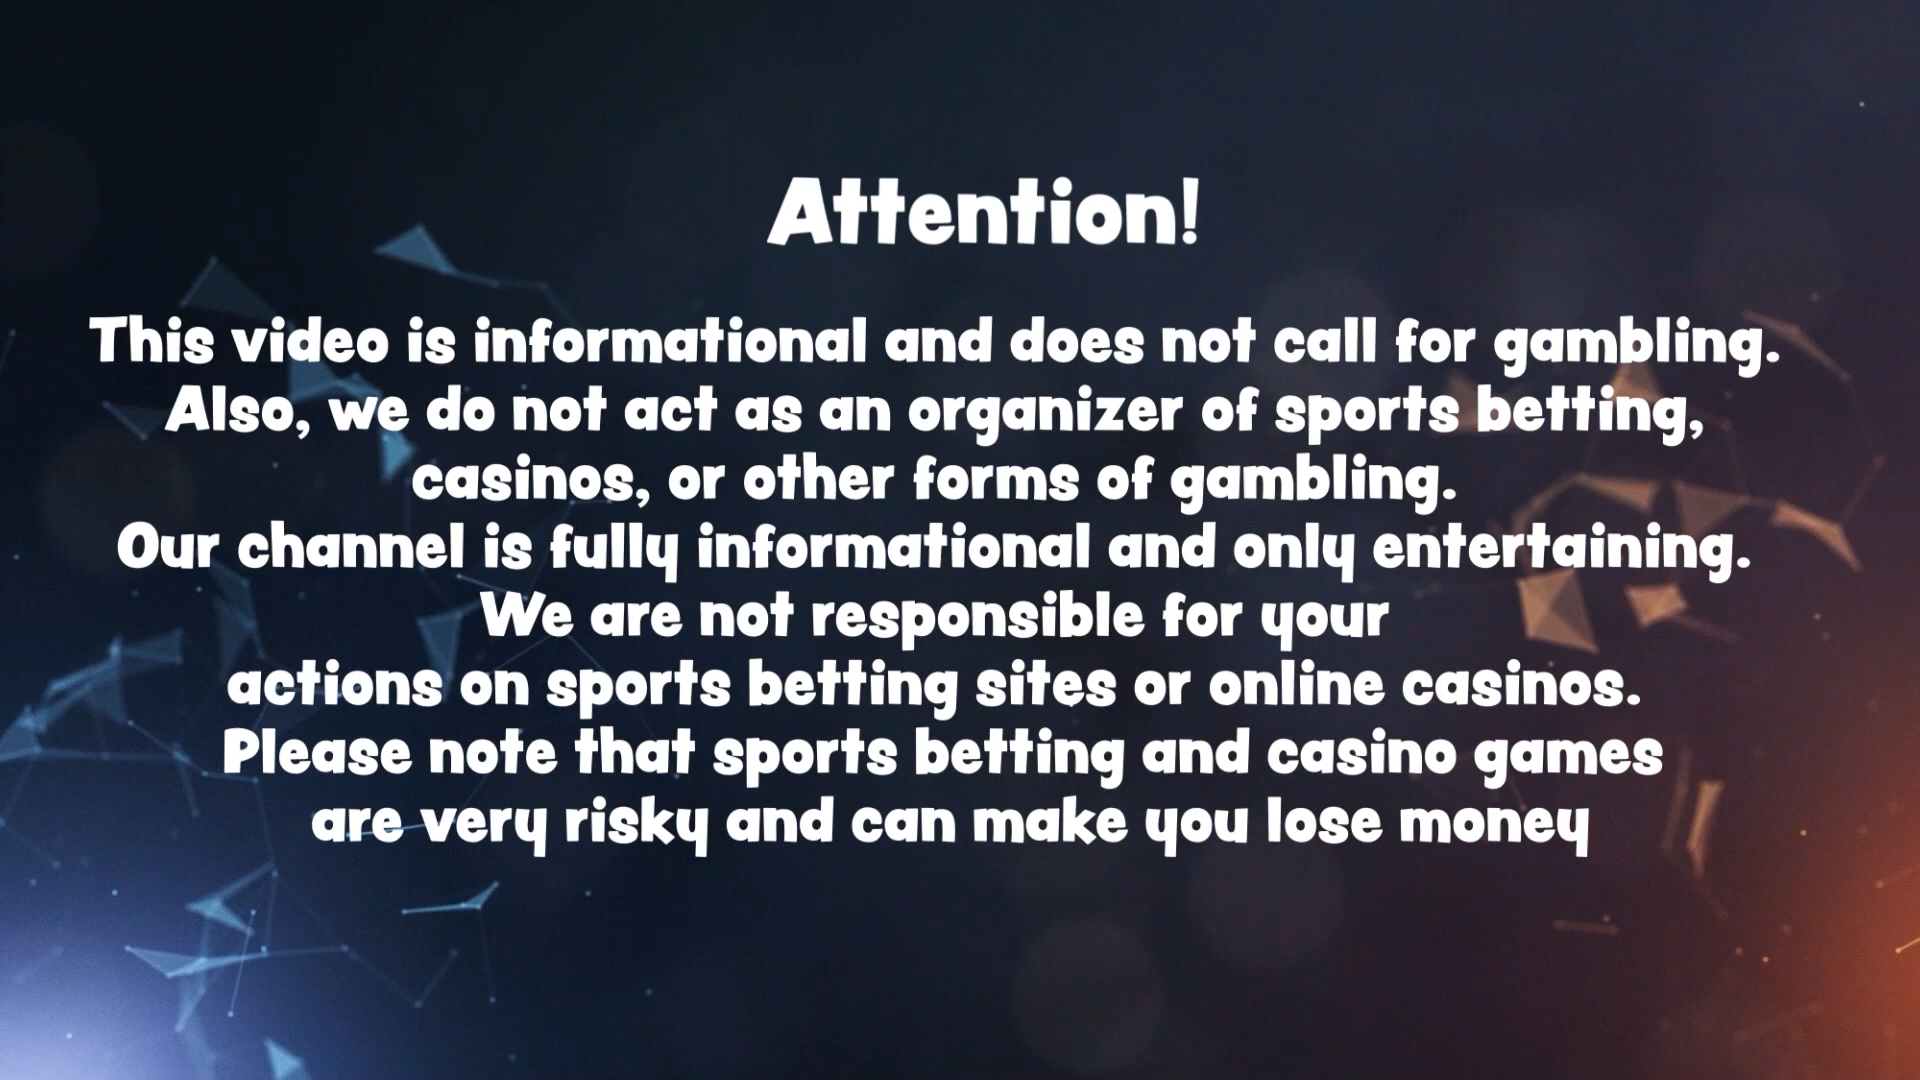 Attention!
This video is informational and does not call for gambling.
Also, we do not act as an organizer of sports betting,
casinos, or other forms of gambling.
Our channel is fully informational and only entertaining.
We are not responsible for your
actions on sports betting sites or online casinos.
Please note that sports betting and casino games
are very risky and can make you lose money